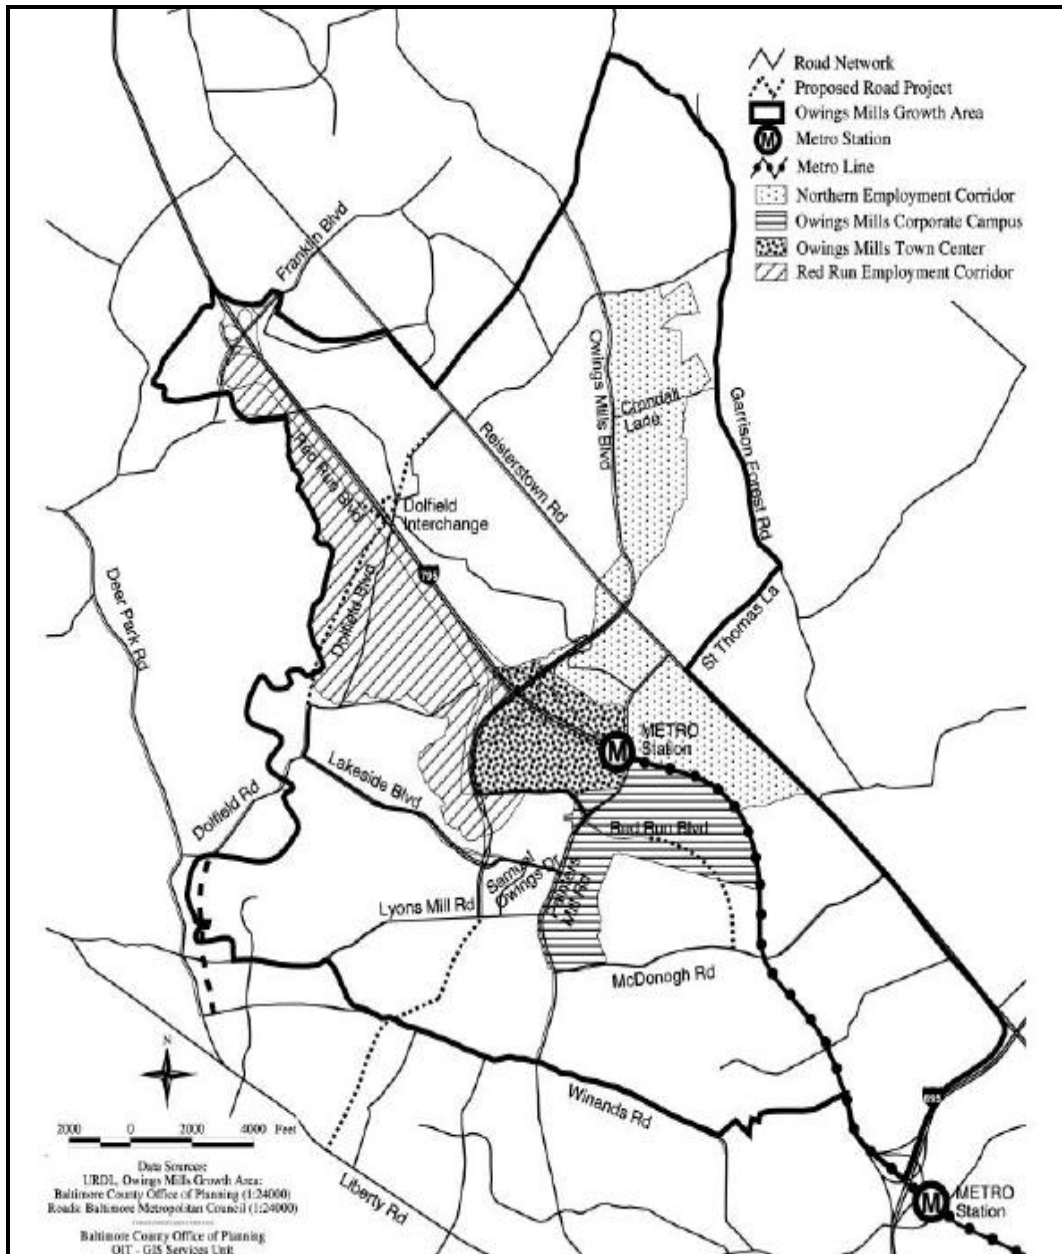 Road Network
Proposed Road Project
Owings Mills Growth Area
M
Metro Station
Metro Line
Northern Employment Corridor
Owings Mills Corporate Campus
Owings Mills Town Center
Red Run Employment Corridor
Franklin Blvd
Owings Mills Blvd
Crondall
Lane
Garrison Forest Rd
Reisterstown Rd
Red Run Blvd
Dolfield
Interchange
795
Deer Park Rd
Dolfield Blvd
St Thomas La
METRO
Station
M
Lakeside Blvd
Dolfield Rd
Red Run Blvd
Samuel
Owings Dr
Painters
Mill Rd
Lyons Mill Rd
McDonogh Rd
N
Winands Rd
695
2000 0 2000 4000 Feet
Data Sources:
URDL, Owings Mills Growth Area:
Baltimore County Office of Planning (1:24000)
Roads: Baltimore Metropolitan Council (1:24000)
Baltimore County Office of Planning
OIT - GIS Services Unit
Liberty Rd
M
METRO
Station